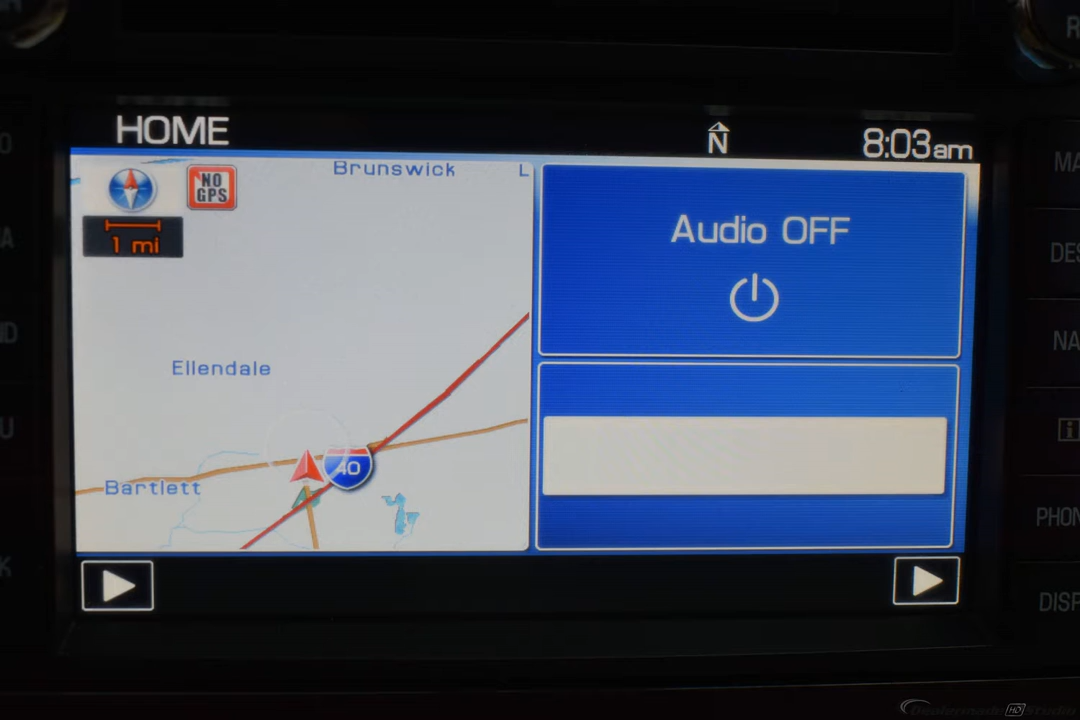 HOME
N
8:03am
NO
GPS
1 mi
Brunswick
L
Audio OFF
Ellendale
40
Bartlett